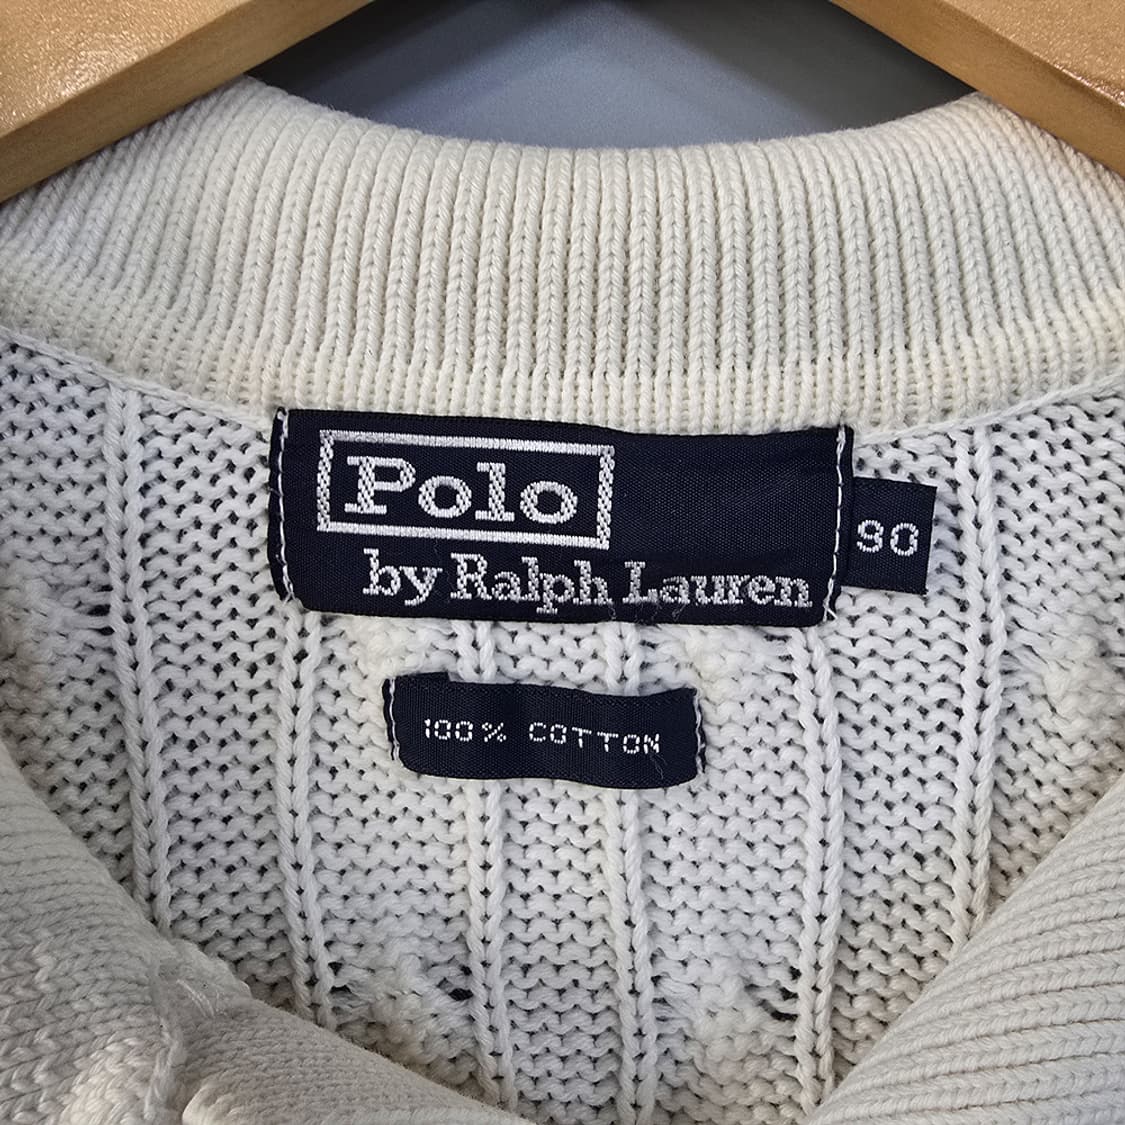 Polo
by Ralph Lauren
90
100% COTTON